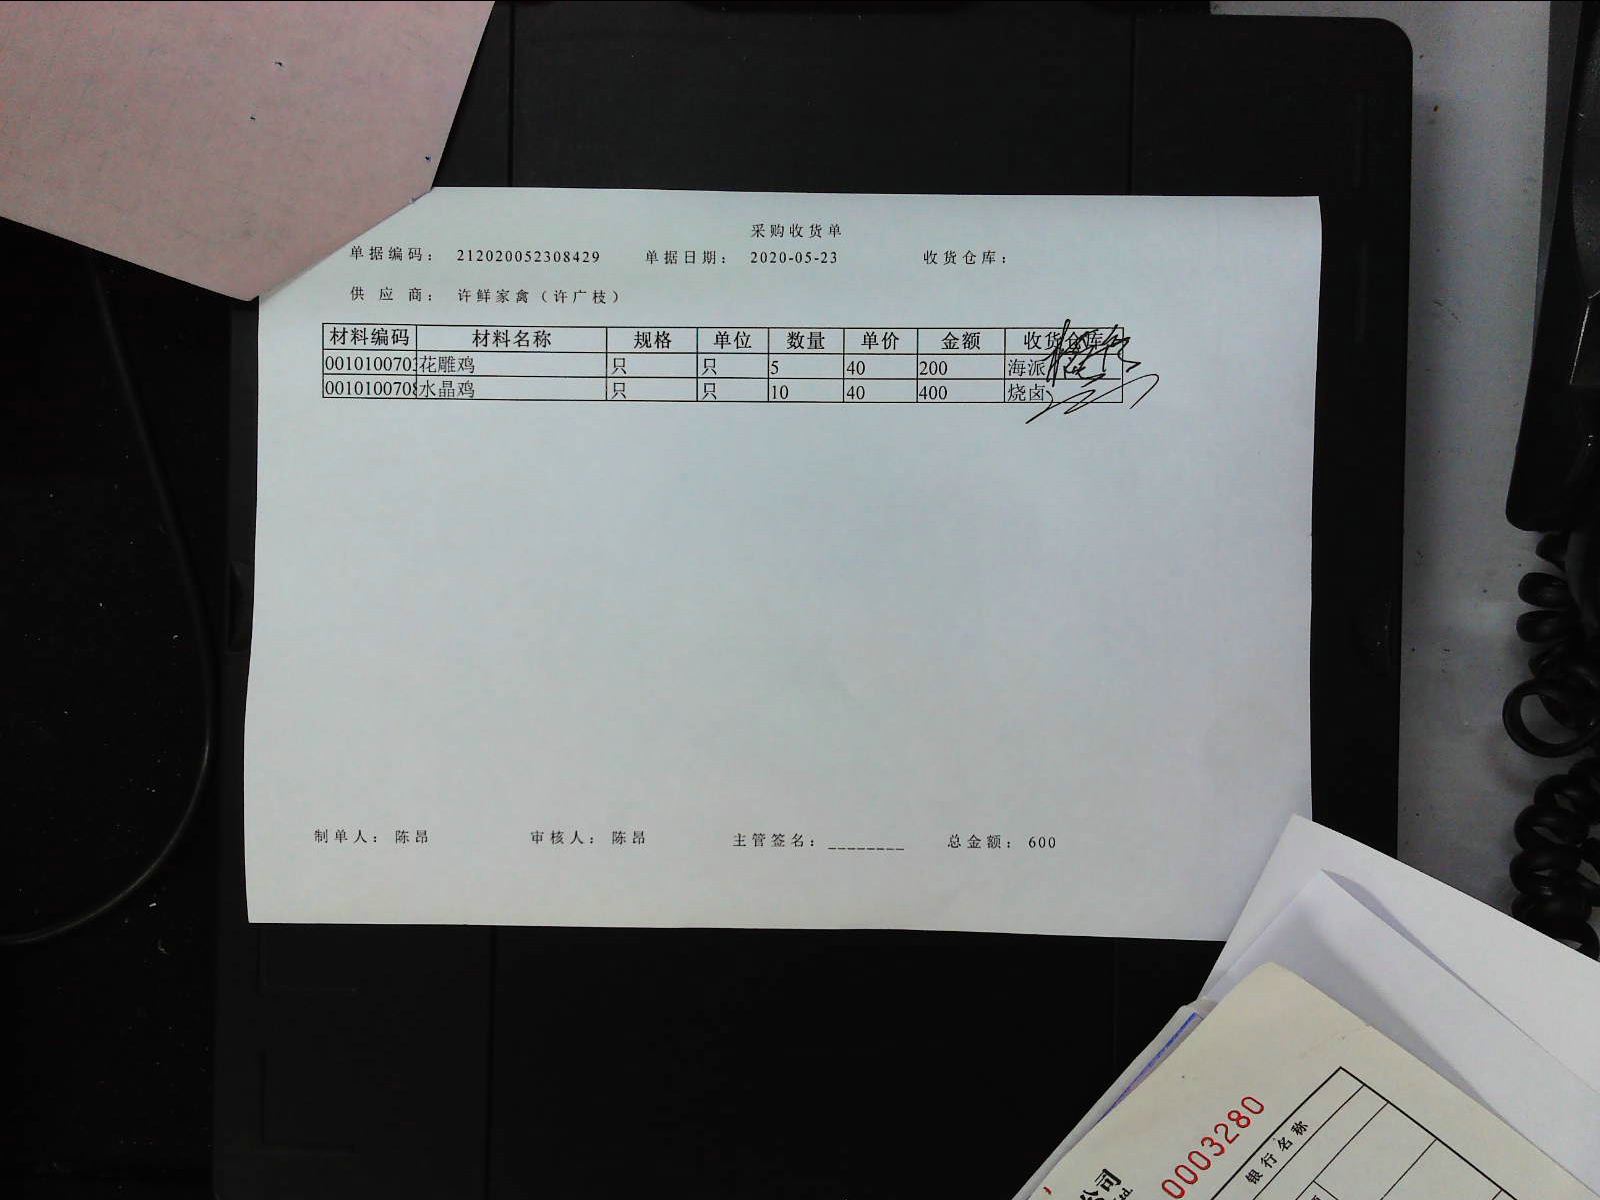 采购收货单
单据编码: 212020052308429 单据日期: 2020-05-23 收货仓库:
供应商: 许鲜家禽（许广枝）
材料编码 材料名称 规格 单位 数量 单价 金额 收货仓库
0010100703 花雕鸡 只 只 5 40 200 海派
0010100708 水晶鸡 只 只 10 40 400 烧卤
制单人: 陈昂 审核人: 陈昂 主管签名: ________ 总金额: 600
0003280
银行名称
公司
Ltd.